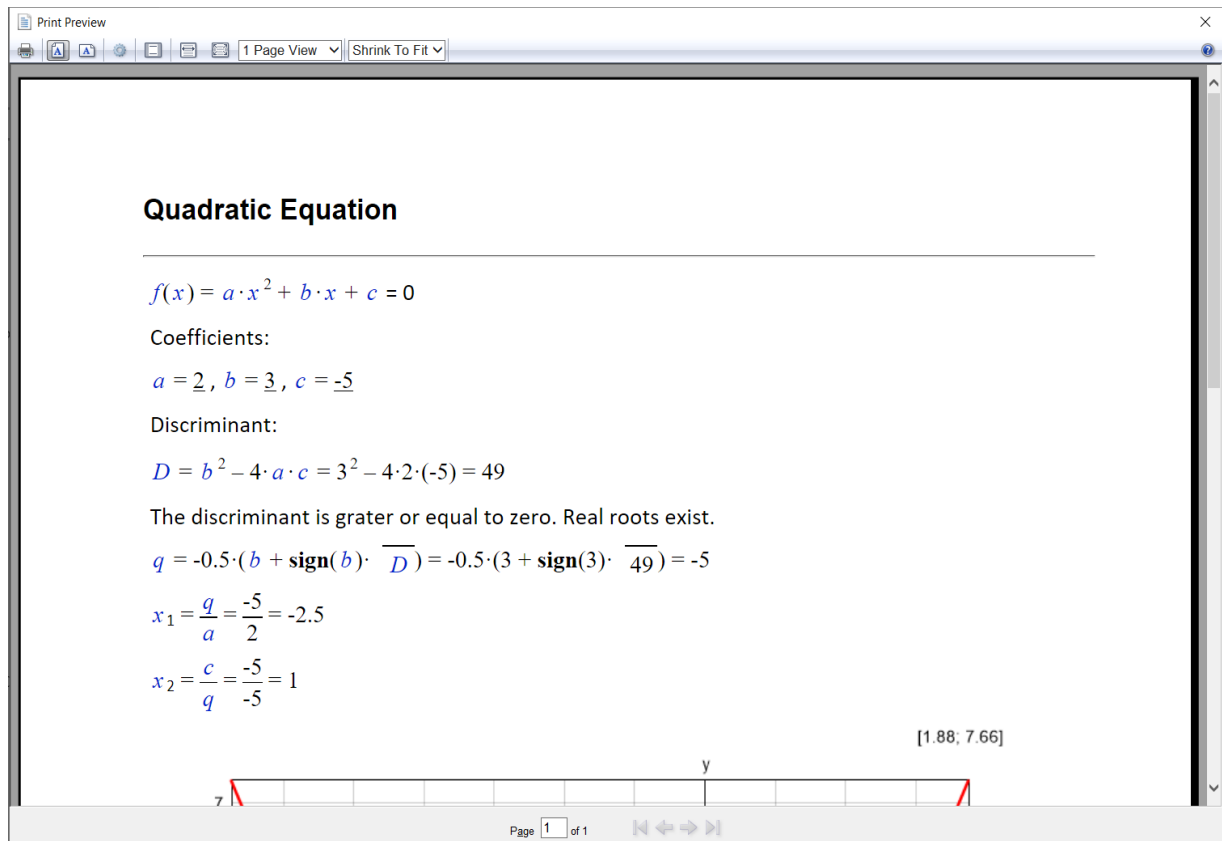 Print Preview
1 Page View Shrink To Fit
Quadratic Equation
f(x) = a·x² + b·x + c = 0
Coefficients:
a = 2 , b = 3 , c = -5
Discriminant:
D = b² – 4·a·c = 3² – 4·2·(-5) = 49
The discriminant is grater or equal to zero. Real roots exist.
q = -0.5·(b + sign(b)· D̅) = -0.5·(3 + sign(3)· 4̅9̅) = -5
x₁ = q/a = -5/2 = -2.5
x₂ = c/q = -5/-5 = 1
[1.88; 7.66]
y
7
Page 1 of 1